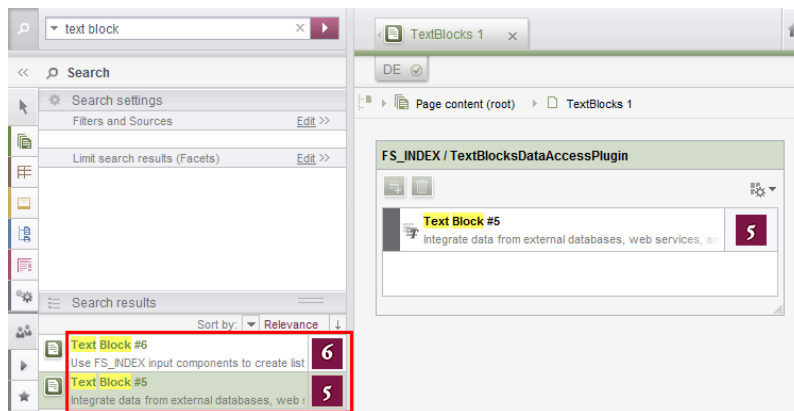 text block
Search
Search settings
Filters and Sources Edit >>
Limit search results (Facets) Edit >>
Search results
Sort by: Relevance
Text Block #6
Use FS_INDEX input components to create list
6
Text Block #5
Integrate data from external databases, web s
5
TextBlocks 1
DE
Page content (root) TextBlocks 1
FS_INDEX / TextBlocksDataAccessPlugin
Text Block #5
Integrate data from external databases, web services, an
5